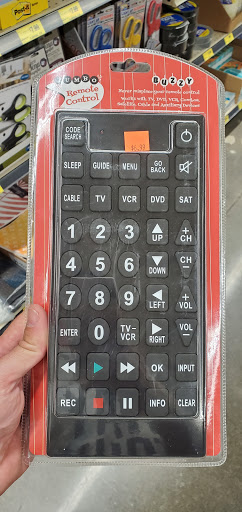 Post-it
JUMBO
Remote
Control
BUZZY
Never misplace your remote control
Works with TV, DVD, VCR, Combos,
Satellite, Cable and Auxiliary Devices!
CODE
SEARCH
SLEEP GUIDE MENU GO
BACK
CABLE TV VCR DVD SAT
1 2 3 UP + CH
4 5 6 DOWN CH -
7 8 9 LEFT + VOL
ENTER 0 TV-
VCR RIGHT VOL -
OK INPUT
REC INFO CLEAR